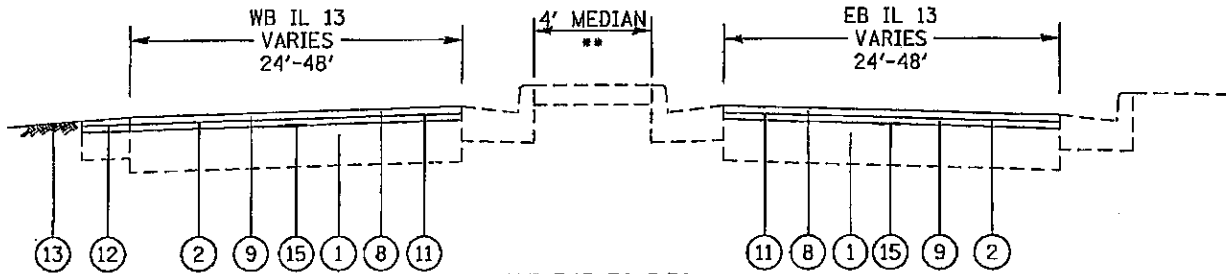 WB IL 13
VARIES
24'-48'
4' MEDIAN
**
EB IL 13
VARIES
24'-48'
13 12 2 9 15 1 8 11 11 8 1 15 9 2